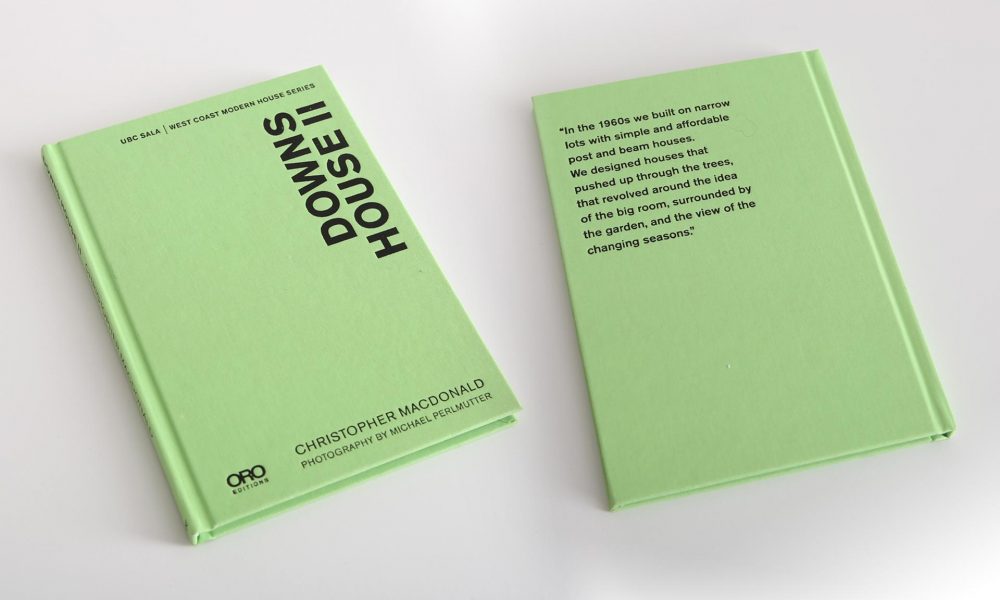 UBC SALA | WEST COAST MODERN HOUSE SERIES
DOWNS
HOUSE II
CHRISTOPHER MACDONALD
PHOTOGRAPHY BY MICHAEL PERLMUTTER
ORO
EDITIONS
“In the 1960s we built on narrow
lots with simple and affordable
post and beam houses.
We designed houses that
pushed up through the trees,
that revolved around the idea
of the big room, surrounded by
the garden, and the view of the
changing seasons.”